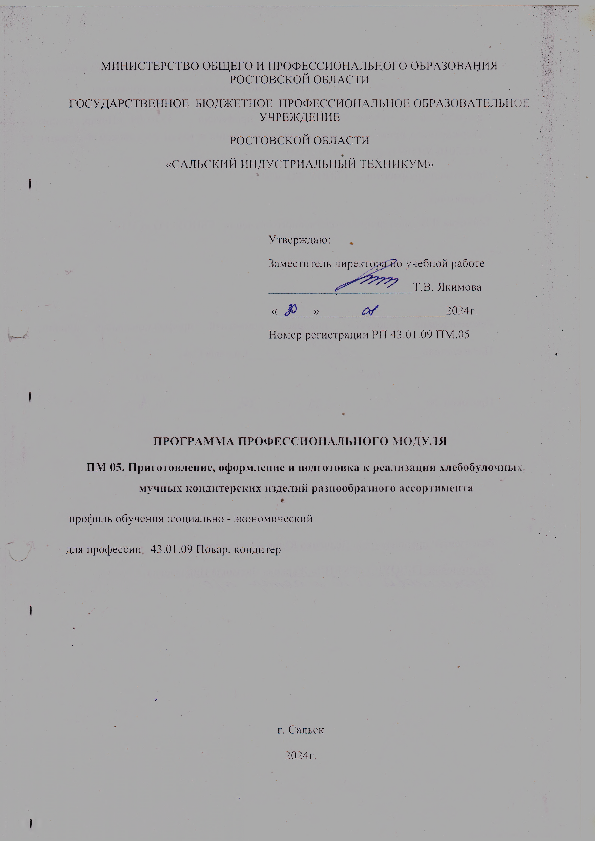 МИНИСТЕРСТВО ОБЩЕГО И ПРОФЕССИОНАЛЬНОГО ОБРАЗОВАНИЯ
РОСТОВСКОЙ ОБЛАСТИ
ГОСУДАРСТВЕННОЕ БЮДЖЕТНОЕ ПРОФЕССИОНАЛЬНОЕ ОБРАЗОВАТЕЛЬНОЕ
УЧРЕЖДЕНИЕ
РОСТОВСКОЙ ОБЛАСТИ
«САЛЬСКИЙ ИНДУСТРИАЛЬНЫЙ ТЕХНИКУМ»
Утверждаю:
Заместитель директора по учебной работе
Т.В. Якимова
« » 2024г
Номер регистрации РП 43.01.09 ПМ.05
ПРОГРАММА ПРОФЕССИОНАЛЬНОГО МОДУЛЯ
ПМ 05. Приготовление, оформление и подготовка к реализации хлебобулочных,
мучных кондитерских изделий разнообразного ассортимента
профиль обучения :социально - экономический
для профессии: 43.01.09 Повар, кондитер
г. Сальск
2024г.